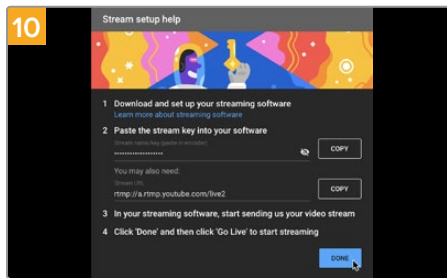 10
Stream setup help
1 Download and set up your streaming software
Learn more about streaming software
2 Paste the stream key into your software
Stream name/key (paste in encoder)
COPY
You may also need:
Stream URL
rtmp://a.rtmp.youtube.com/live2
COPY
3 In your streaming software, start sending us your video stream
4 Click 'Done' and then click 'Go Live' to start streaming
DONE